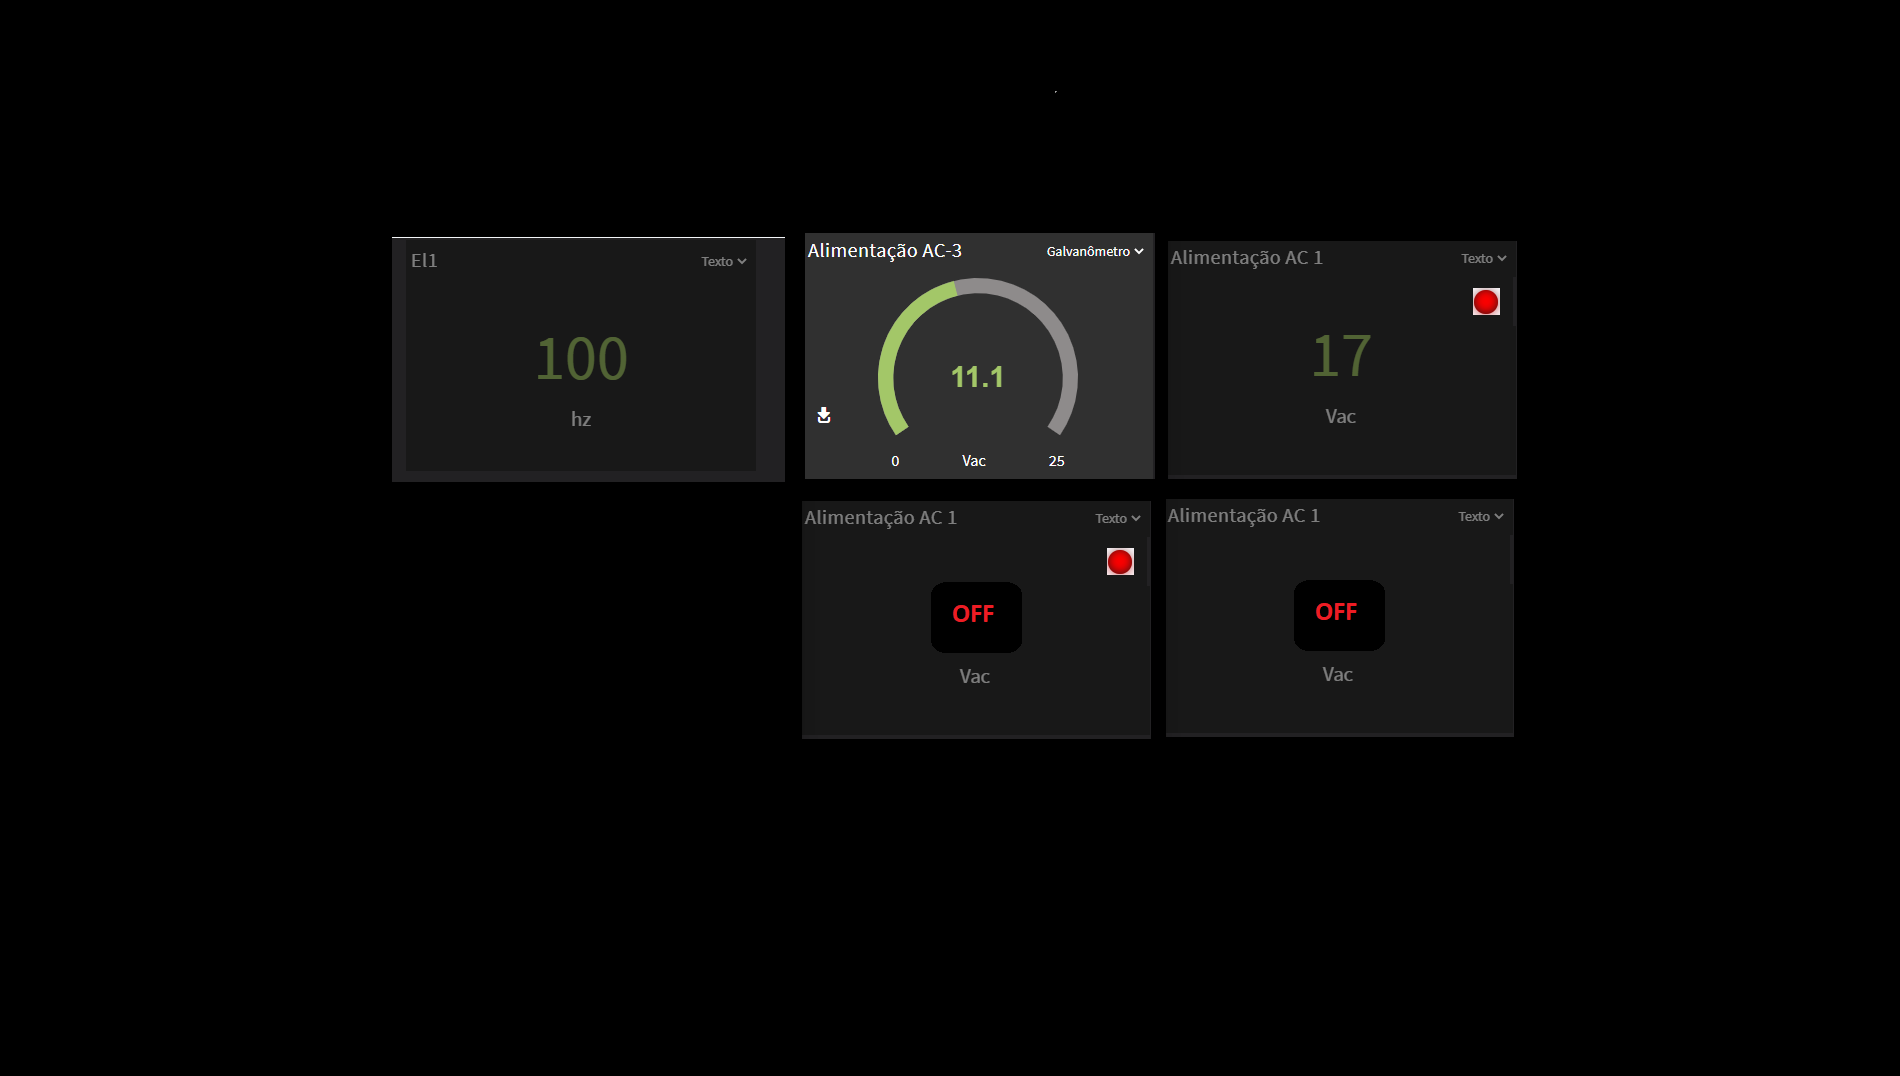 El1
Texto
100
hz
Alimentação AC-3
Galvanômetro
11.1
0
Vac
25
Alimentação AC 1
Texto
17
Vac
Alimentação AC 1
Texto
OFF
Vac
Alimentação AC 1
Texto
OFF
Vac